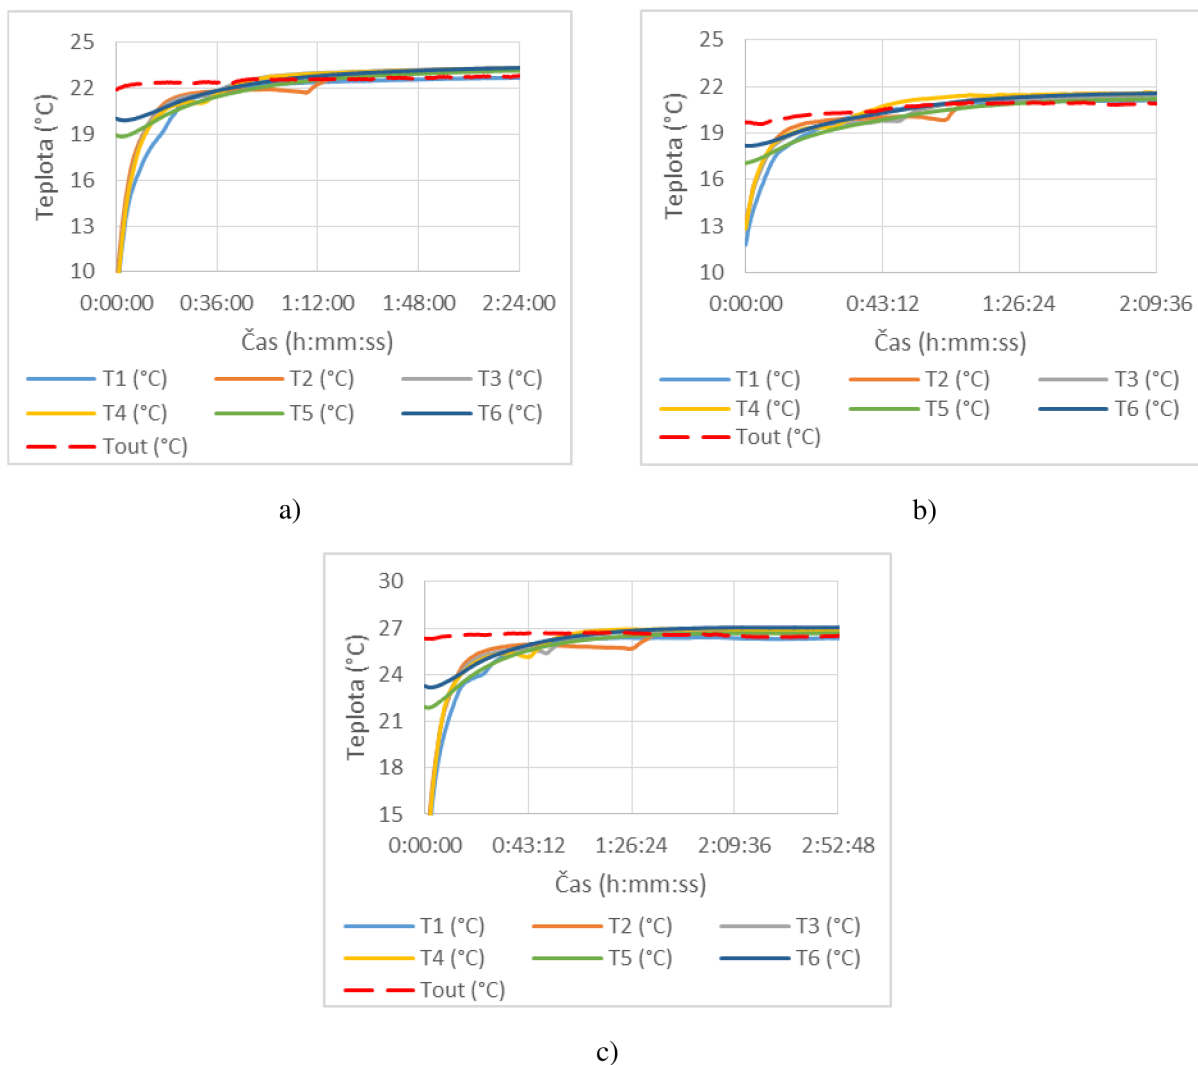 25
22
19
16
13
10
Teplota (°C)
0:00:00 0:36:00 1:12:00 1:48:00 2:24:00
Čas (h:mm:ss)
T1 (°C) T2 (°C) T3 (°C)
T4 (°C) T5 (°C) T6 (°C)
Tout (°C)
a)
25
22
19
16
13
10
Teplota (°C)
0:00:00 0:43:12 1:26:24 2:09:36
Čas (h:mm:ss)
T1 (°C) T2 (°C) T3 (°C)
T4 (°C) T5 (°C) T6 (°C)
Tout (°C)
b)
30
27
24
21
18
15
Teplota (°C)
0:00:00 0:43:12 1:26:24 2:09:36 2:52:48
Čas (h:mm:ss)
T1 (°C) T2 (°C) T3 (°C)
T4 (°C) T5 (°C) T6 (°C)
Tout (°C)
c)